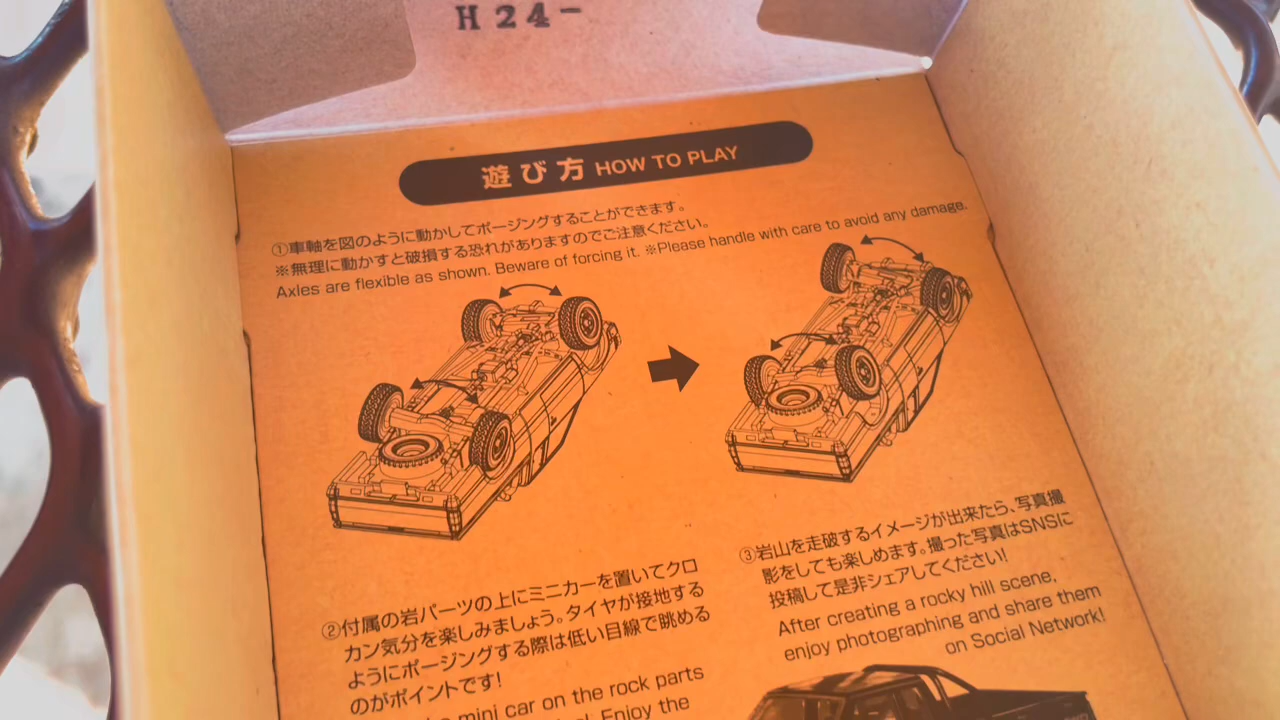 H24-
遊び方 HOW TO PLAY
①車軸を図のように動かしてポージングすることができます。
※無理に動かすと破損する恐れがありますのでご注意ください。
Axles are flexible as shown. Beware of forcing it. ※Please handle with care to avoid any damage.
②付属の岩パーツの上にミニカーを置いてクロ
カン気分を楽しみましょう。タイヤが接地する
ようにポージングする際は低い目線で眺める
のがポイントです!
mini car on the rock parts
Enjoy the
③岩山を走破するイメージが出来たら、写真撮
影をしても楽しめます。撮った写真はSNSに
投稿して是非シェアしてください!
After creating a rocky hill scene,
enjoy photographing and share them
on Social Network!